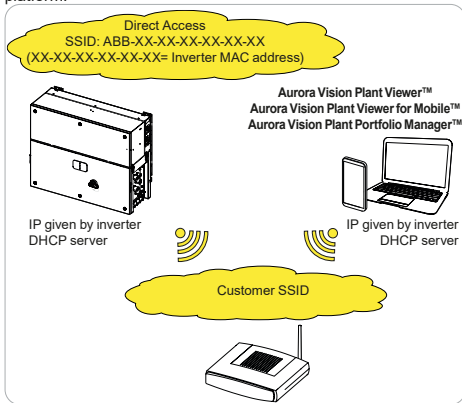 platform.
Direct Access
SSID: ABB-XX-XX-XX-XX-XX-XX
(XX-XX-XX-XX-XX-XX= Inverter MAC address)
Aurora Vision Plant Viewer™
Aurora Vision Plant Viewer for Mobile™
Aurora Vision Plant Portfolio Manager™
IP given by inverter
DHCP server
IP given by inverter
DHCP server
Customer SSID